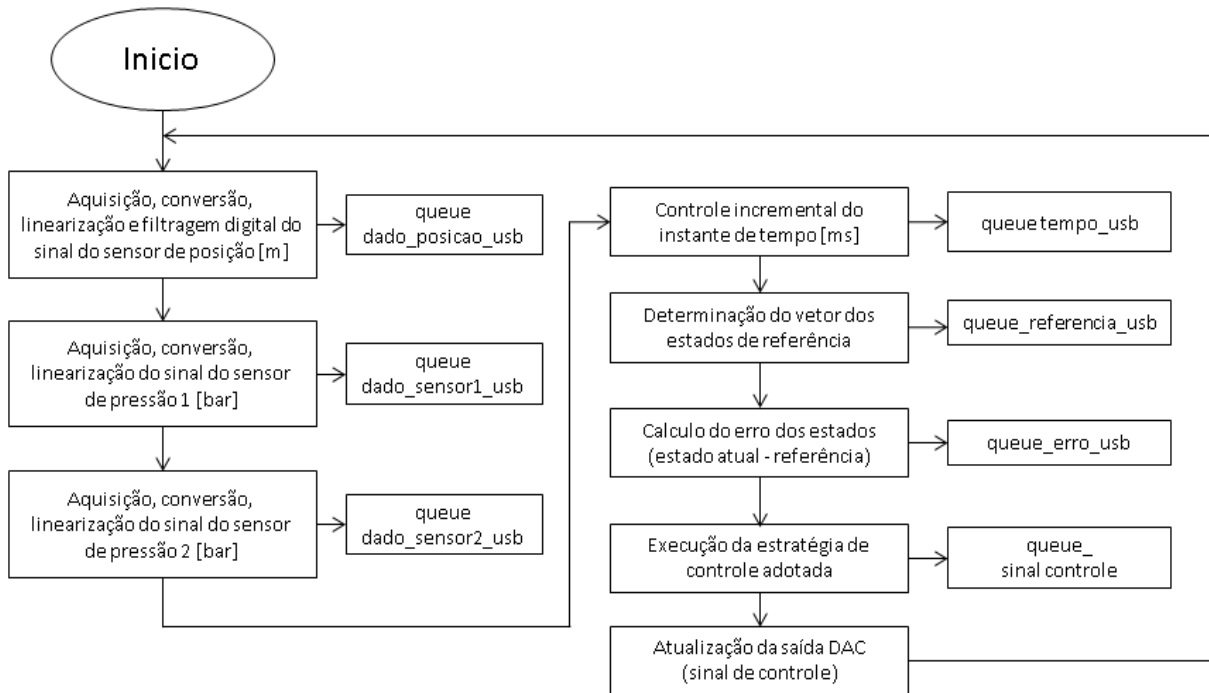 Inicio
Aquisição, conversão,
linearização e filtragem digital do
sinal do sensor de posição [m]
queue
dado_posicao_usb
Aquisição, conversão,
linearização do sinal do sensor
de pressão 1 [bar]
queue
dado_sensor1_usb
Aquisição, conversão,
linearização do sinal do sensor
de pressão 2 [bar]
queue
dado_sensor2_usb
Controle incremental do
instante de tempo [ms]
queue tempo_usb
Determinação do vetor dos
estados de referência
queue_referencia_usb
Calculo do erro dos estados
(estado atual - referência)
queue_erro_usb
Execução da estratégia de
controle adotada
queue_
sinal controle
Atualização da saída DAC
(sinal de controle)